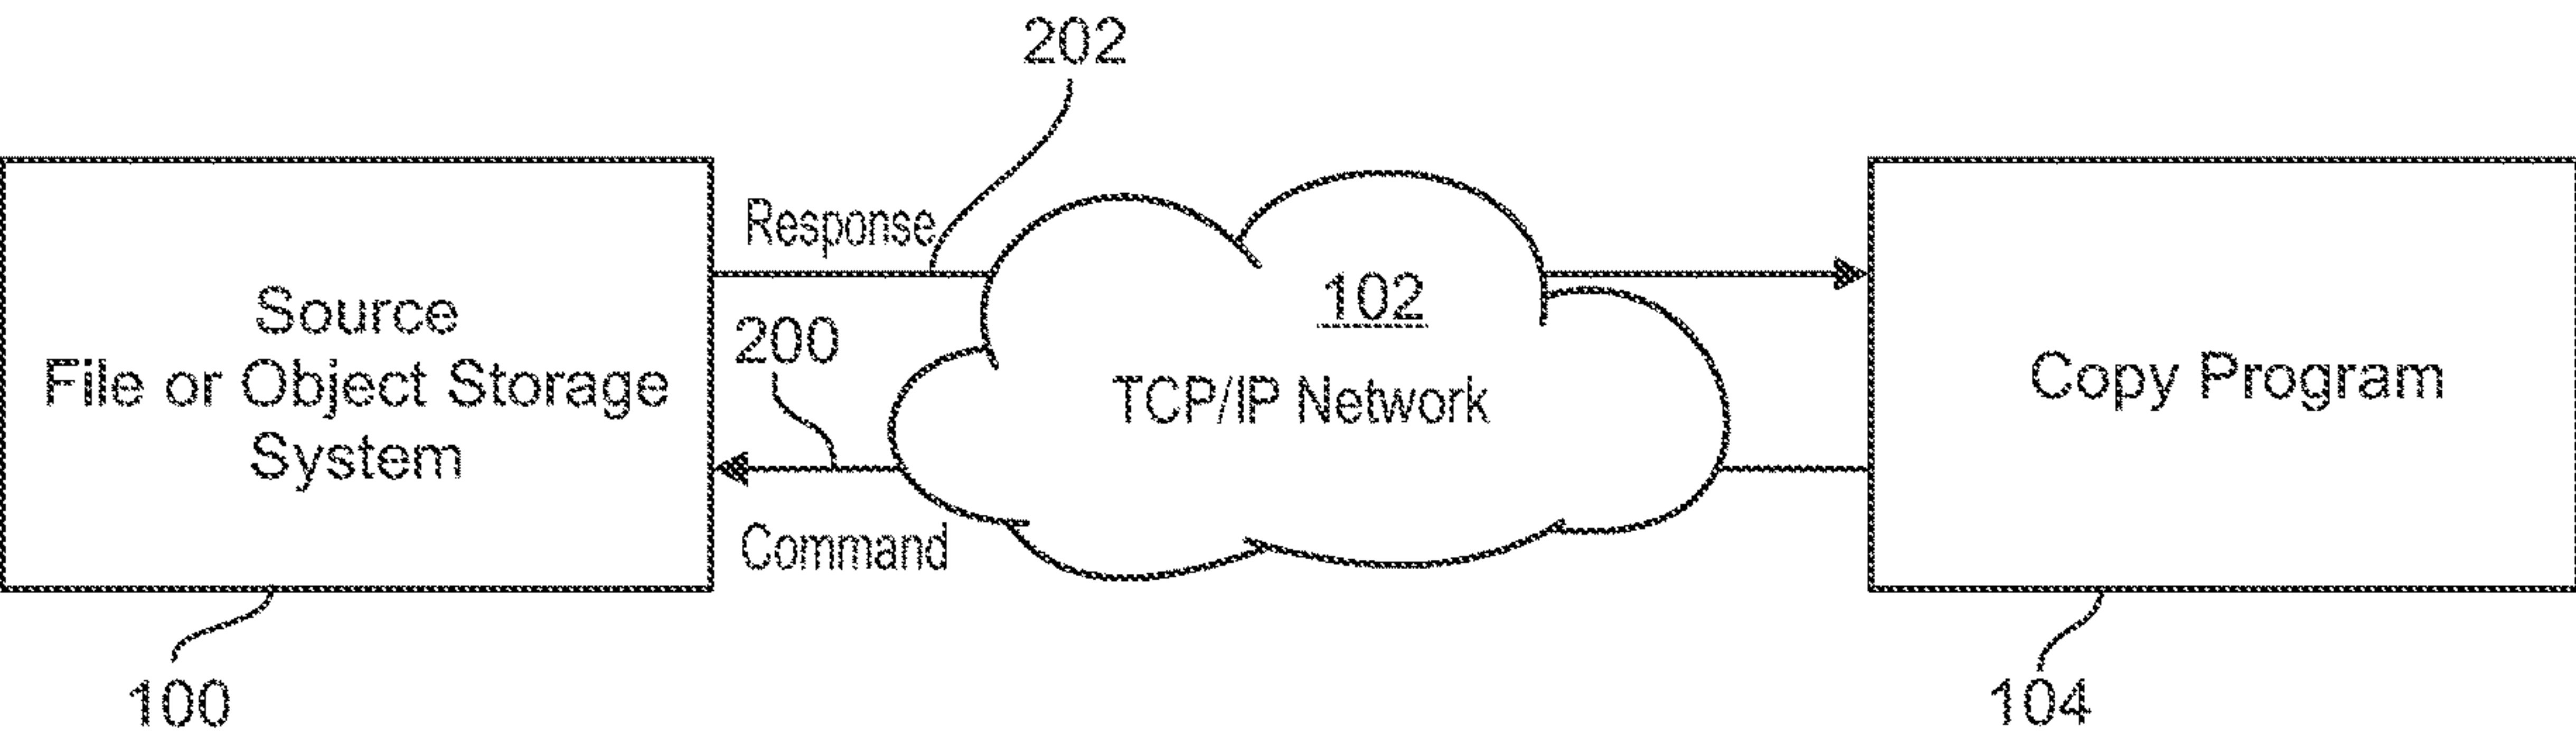 202
Response
Source
File or Object Storage
System
200
102
TCP/IP Network
Copy Program
Command
100
104